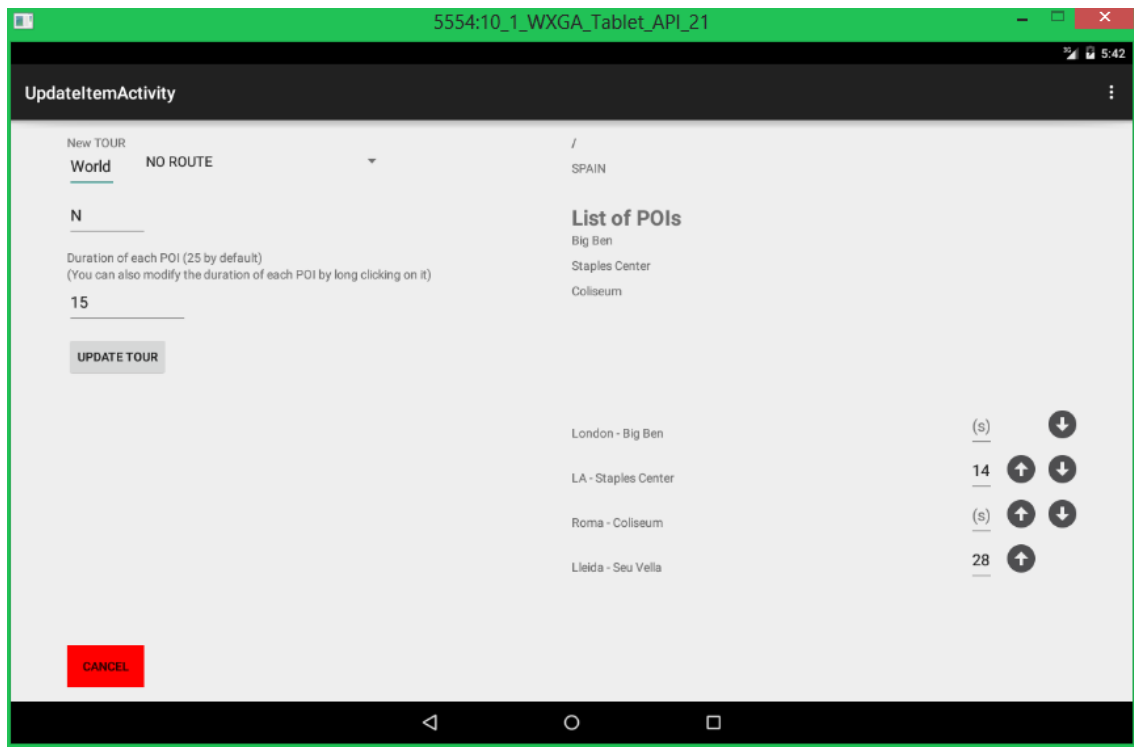 5554:10_1_WXGA_Tablet_API_21
3G 5:42
UpdateItemActivity
New TOUR
World NO ROUTE
N
Duration of each POI (25 by default)
(You can also modify the duration of each POI by long clicking on it)
15
UPDATE TOUR
CANCEL
/
SPAIN
List of POIs
Big Ben
Staples Center
Coliseum
London - Big Ben (s)
LA - Staples Center 14
Roma - Coliseum (s)
Lleida - Seu Vella 28